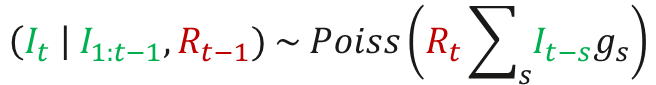 (I_t | I_{1:t−1}, R_{t−1}) ~ Poiss(R_t ∑_s I_{t−s} g_s)